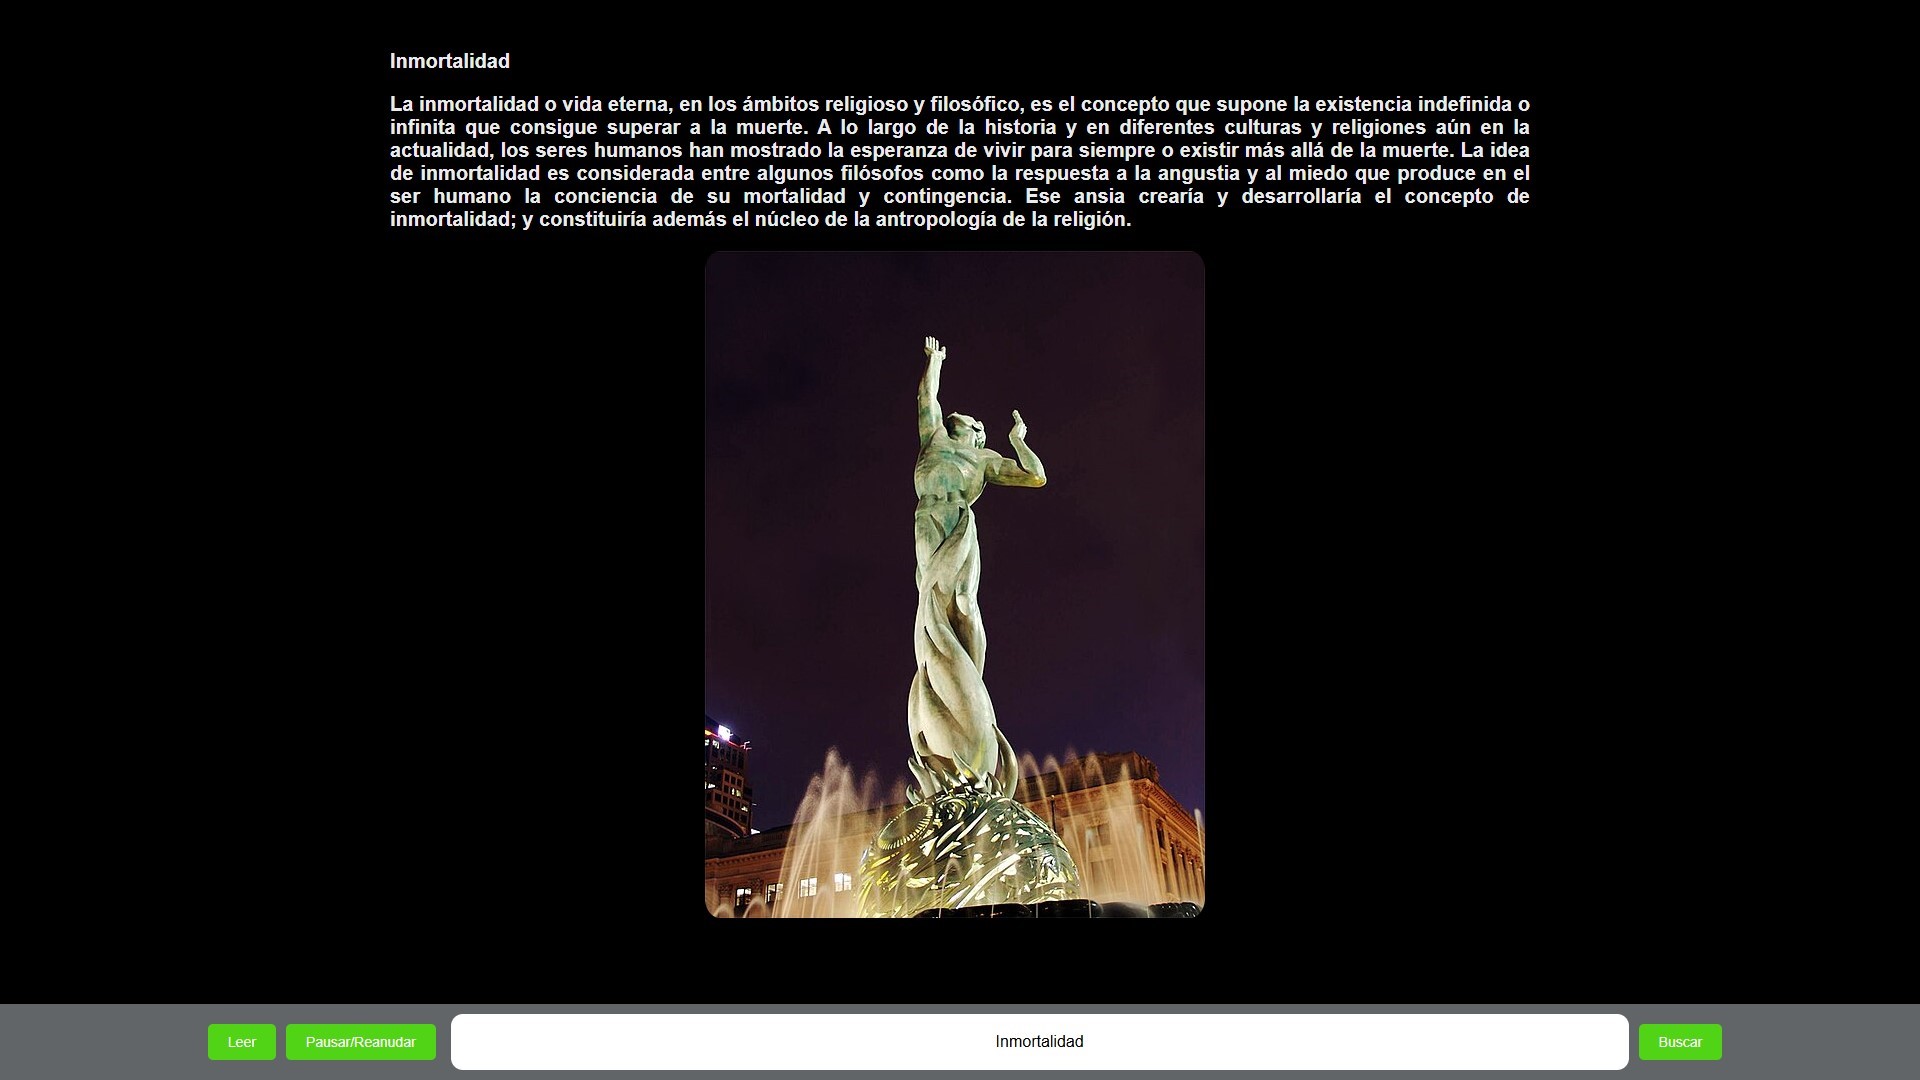 Inmortalidad
La inmortalidad o vida eterna, en los ámbitos religioso y filosófico, es el concepto que supone la existencia indefinida o
infinita que consigue superar a la muerte. A lo largo de la historia y en diferentes culturas y religiones aún en la
actualidad, los seres humanos han mostrado la esperanza de vivir para siempre o existir más allá de la muerte. La idea
de inmortalidad es considerada entre algunos filósofos como la respuesta a la angustia y al miedo que produce en el
ser humano la conciencia de su mortalidad y contingencia. Ese ansia crearía y desarrollaría el concepto de
inmortalidad; y constituiría además el núcleo de la antropología de la religión.
Leer
Pausar/Reanudar
Inmortalidad
Buscar